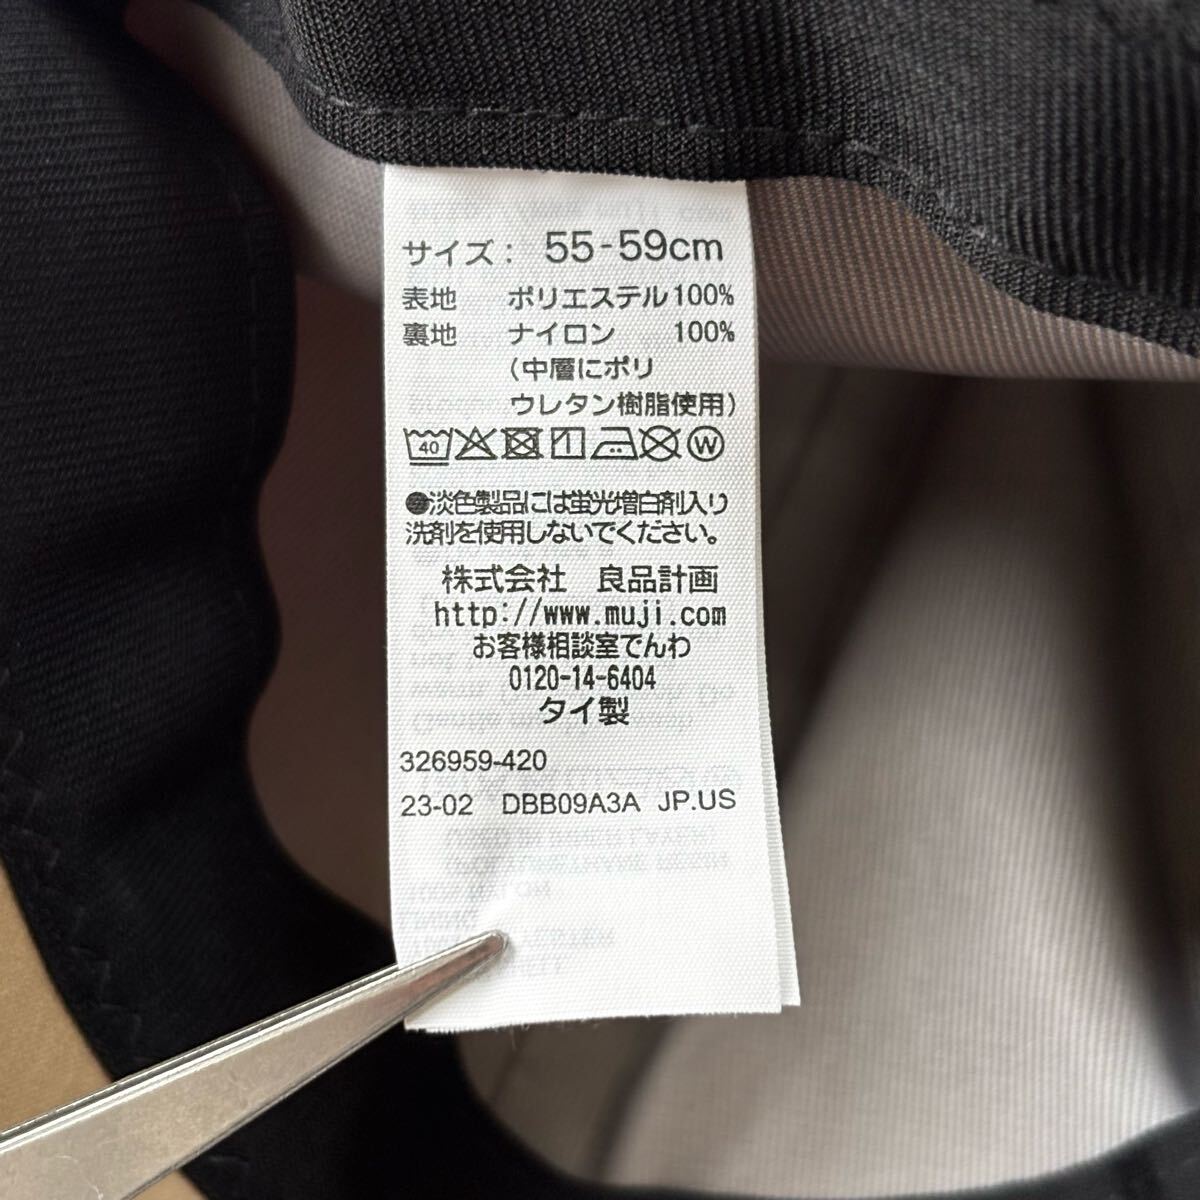 サイズ: 55-59cm
表地 ポリエステル100%
裏地 ナイロン 100%
(中層にポリ
ウレタン樹脂使用)
40 W
●淡色製品には蛍光増白剤入り
洗剤を使用しないでください。
株式会社 良品計画
http://www.muji.com
お客様相談室でんわ
0120-14-6404
タイ製
326959-420
23-02 DBB09A3A JP.US